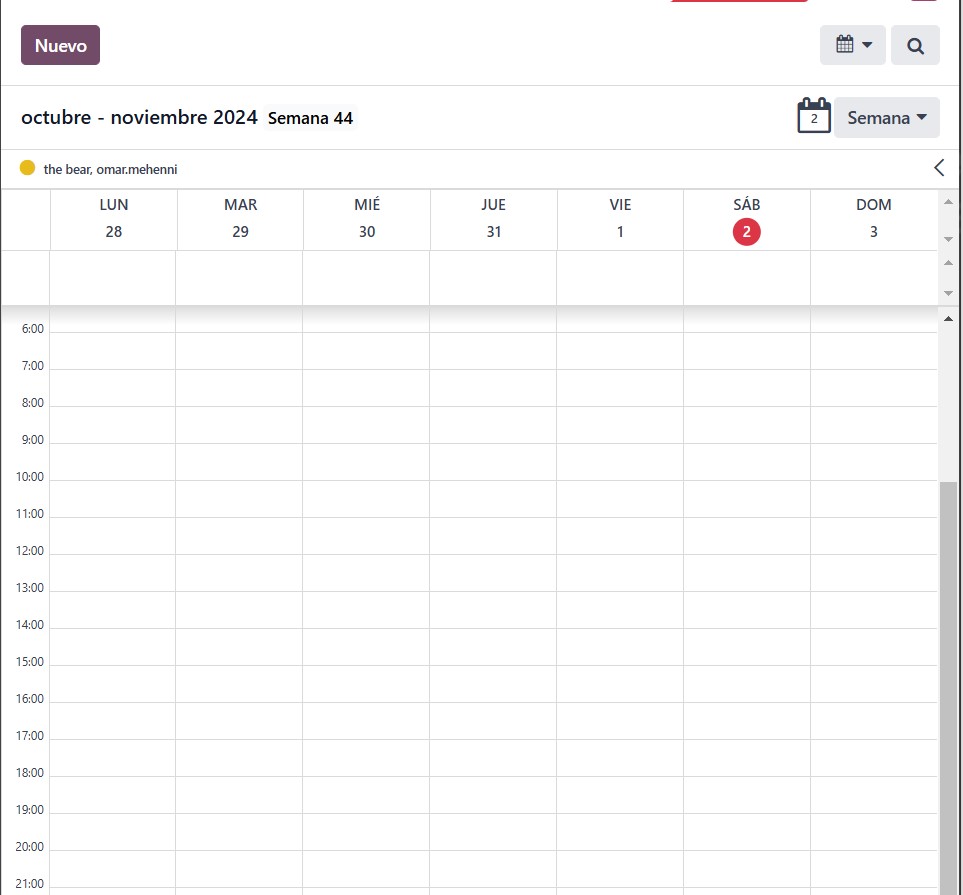 Nuevo
octubre - noviembre 2024 Semana 44
2 Semana
the bear, omar.mehenni
LUN MAR MIÉ JUE VIE SÁB DOM
28 29 30 31 1 2 3
6:00
7:00
8:00
9:00
10:00
11:00
12:00
13:00
14:00
15:00
16:00
17:00
18:00
19:00
20:00
21:00